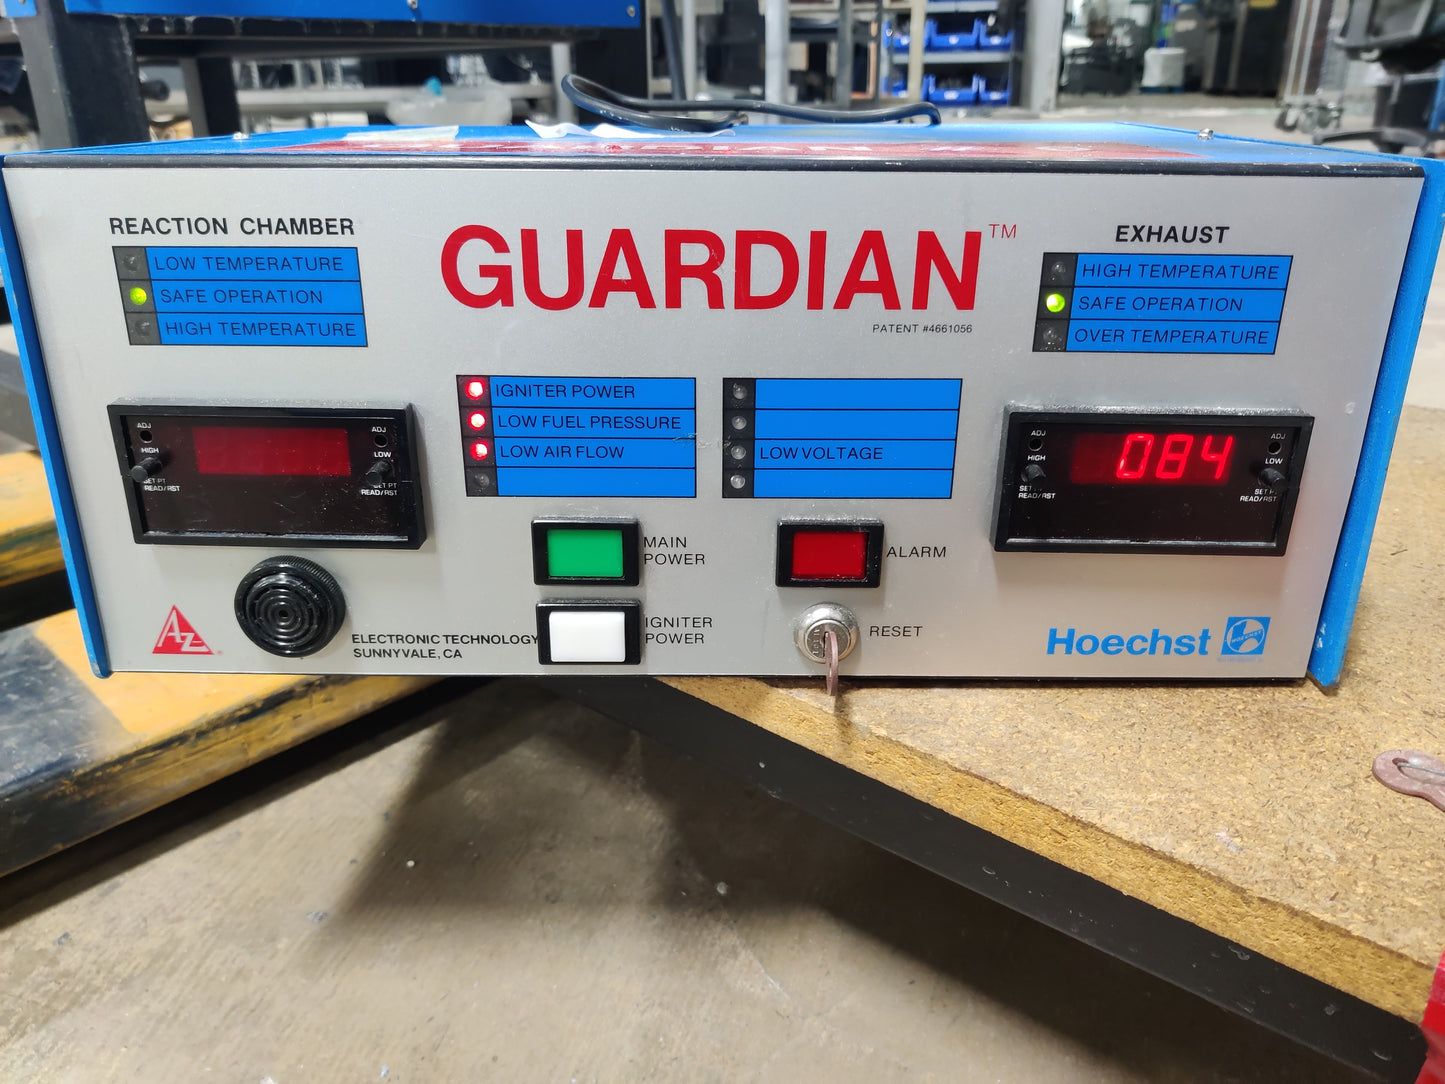 REACTION CHAMBER
LOW TEMPERATURE
SAFE OPERATION
HIGH TEMPERATURE
GUARDIAN™
PATENT #4661056
EXHAUST
HIGH TEMPERATURE
SAFE OPERATION
OVER TEMPERATURE
IGNITER POWER
LOW FUEL PRESSURE
LOW AIR FLOW
LOW VOLTAGE
ADJ
HIGH
SET PT
READ/RST
ADJ
LOW
SET PT
READ/RST
ADJ
HIGH
SET
READ/RST
084
ADJ
LOW
SET PT
READ/RST
MAIN
POWER
ALARM
IGNITER
POWER
RESET
AZ
ELECTRONIC TECHNOLOGY
SUNNYVALE, CA
Hoechst